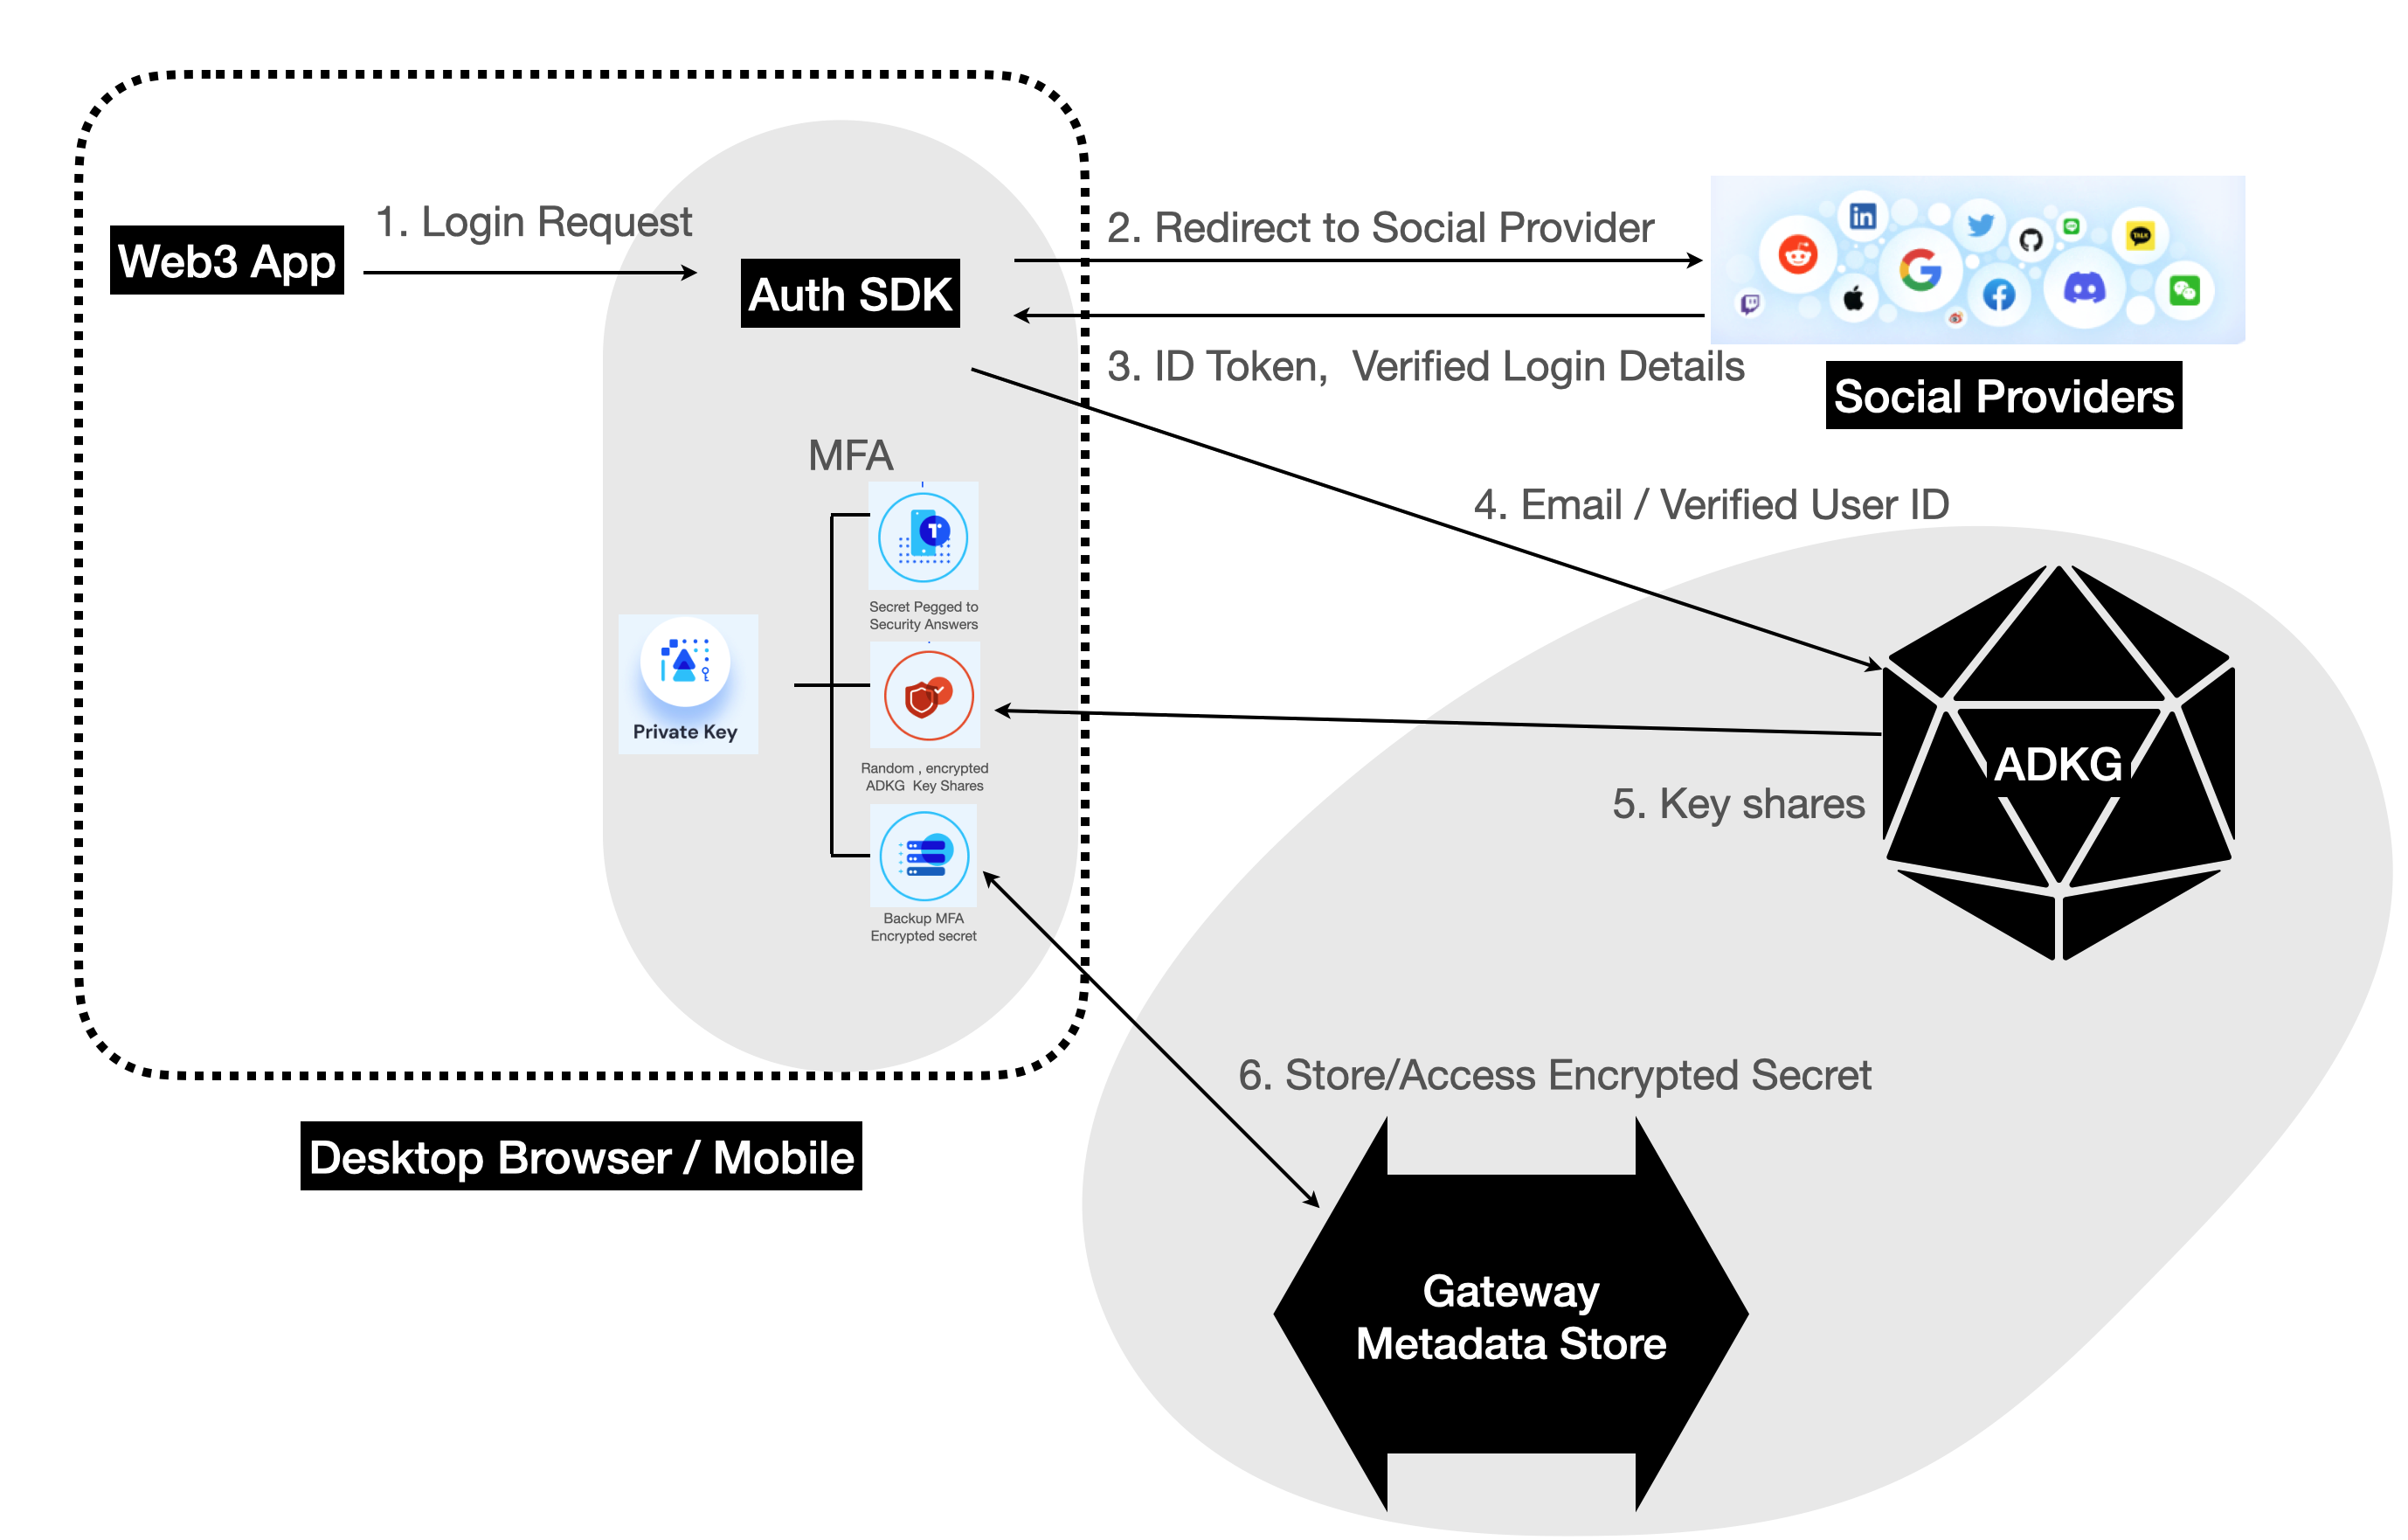 Web3 App
1. Login Request
Auth SDK
2. Redirect to Social Provider
3. ID Token,  Verified Login Details
Social Providers
MFA
4. Email / Verified User ID
Secret Pegged to
Security Answers
Private Key
Random , encrypted
ADKG  Key Shares
ADKG
5. Key shares
Backup MFA
Encrypted secret
6. Store/Access Encrypted Secret
Desktop Browser / Mobile
Gateway
Metadata Store